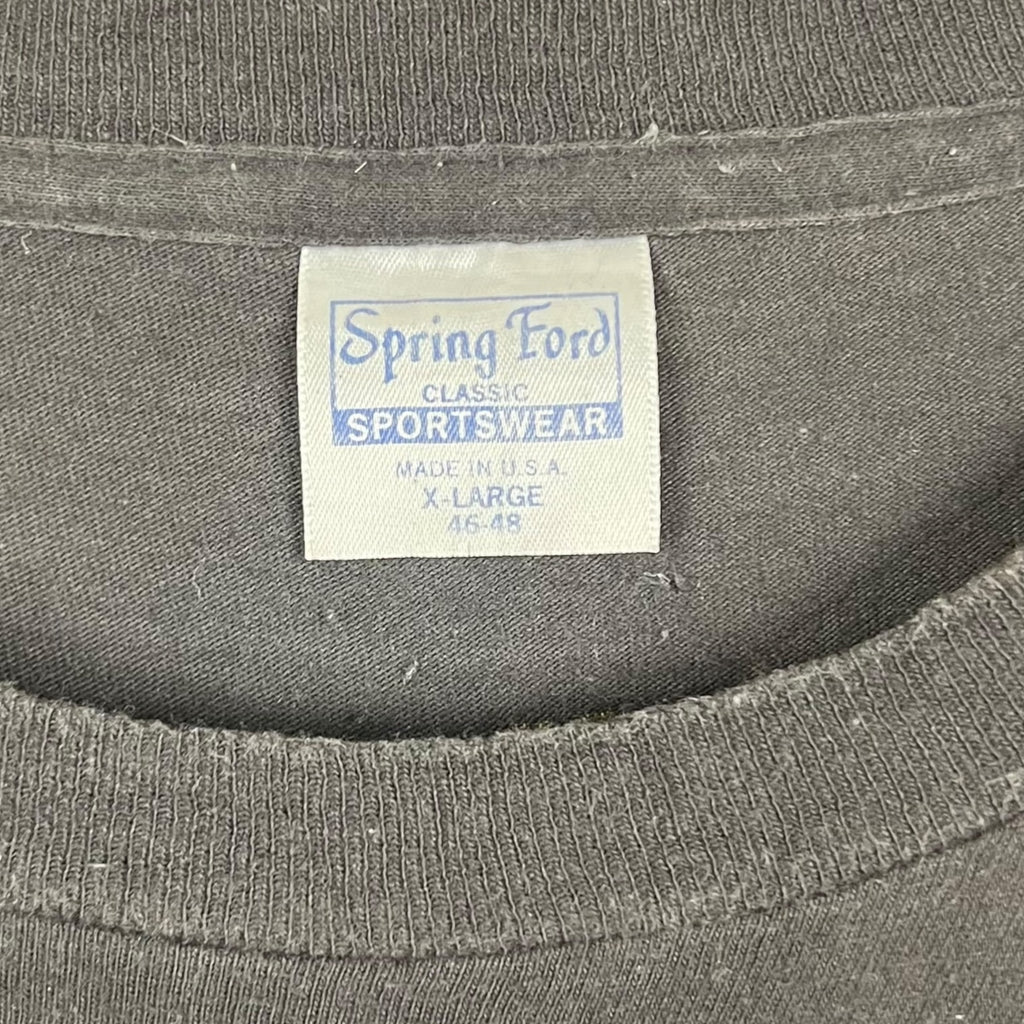 Spring Ford
CLASSIC
SPORTSWEAR
MADE IN U.S.A.
X-LARGE
46-48